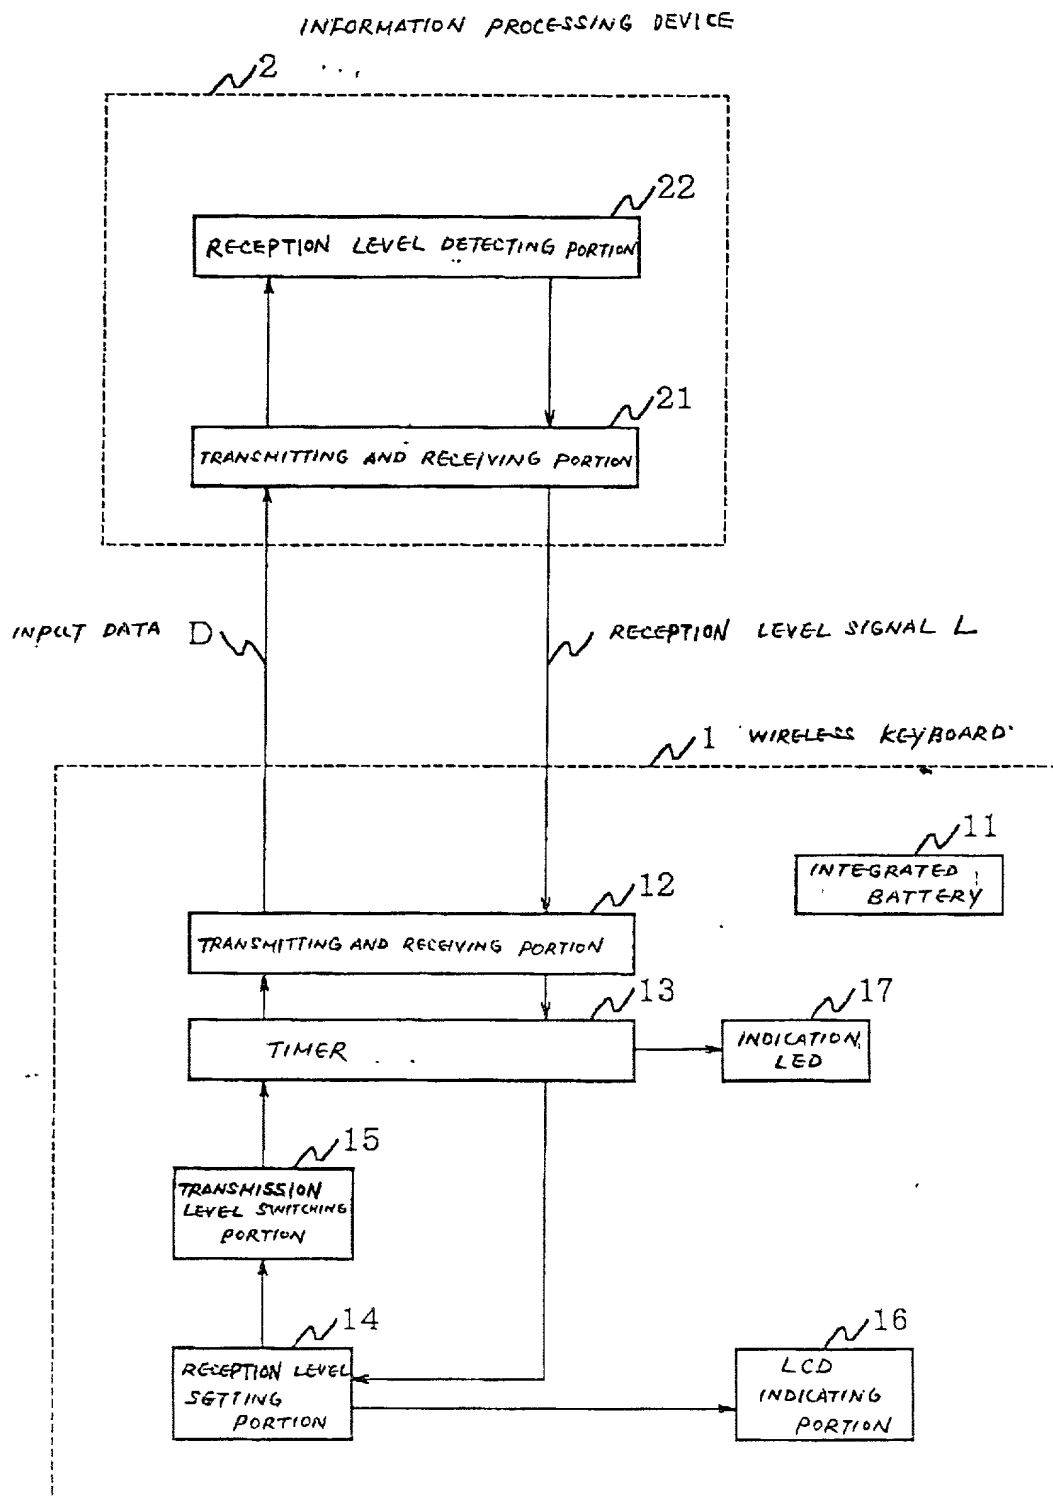 INFORMATION PROCESSING DEVICE
2
22
RECEPTION LEVEL DETECTING PORTION
21
TRANSMITTING AND RECEIVING PORTION
INPUT DATA D
RECEPTION LEVEL SIGNAL L
1 WIRELESS KEYBOARD
11
INTEGRATED
BATTERY
12
TRANSMITTING AND RECEIVING PORTION
13
TIMER
17
INDICATION
LED
15
TRANSMISSION
LEVEL SWITCHING
PORTION
14
RECEPTION LEVEL
SETTING
PORTION
16
LCD
INDICATING
PORTION